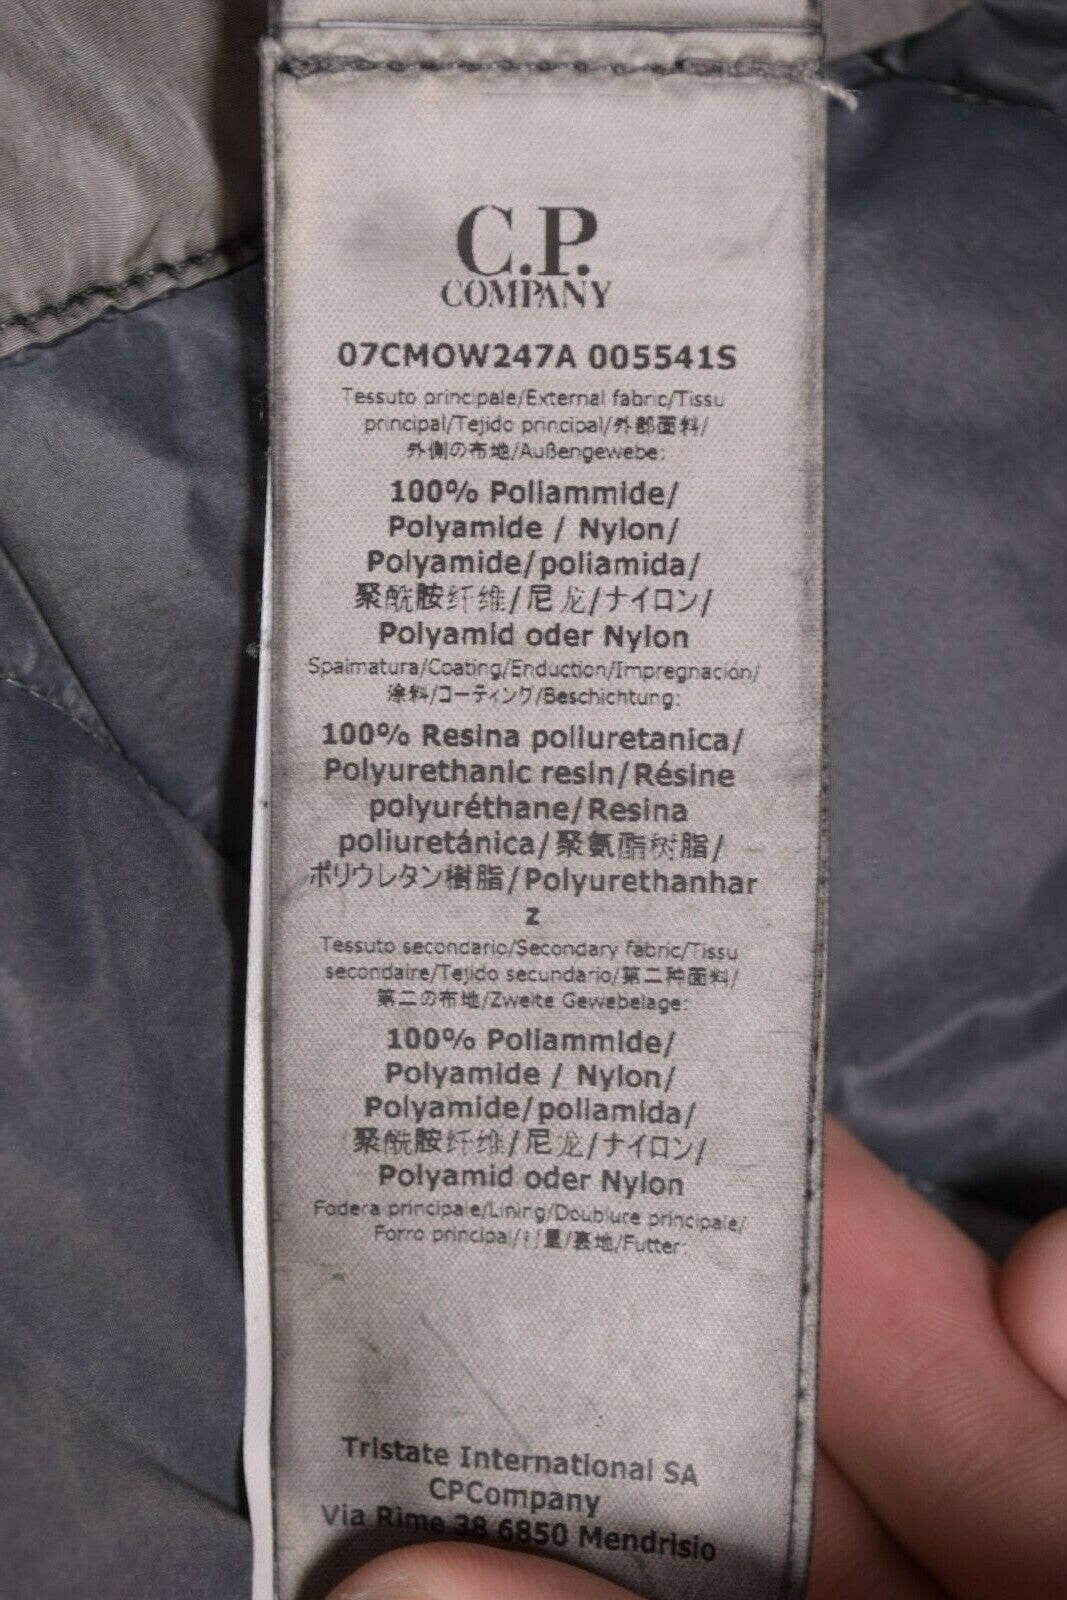 C.P.
COMPANY
07CMOW247A 005541S
Tessuto principale/External fabric/Tissu
principal/Tejido principal/外部面料/
外側の布地/Außengewebe:
100% Poliammide/
Polyamide / Nylon/
Polyamide/poliamida/
聚酰胺纤维/尼龙/ナイロン/
Polyamid oder Nylon
Spalmatura/Coating/Enduction/Impregnación/
涂料/コーティング/Beschichtung:
100% Resina poliuretanica/
Polyurethanic resin/Résine
polyuréthane/Resina
poliuretánica/聚氨酯树脂/
ポリウレタン樹脂/Polyurethanhar
z
Tessuto secondario/Secondary fabric/Tissu
secondaire/Tejido secundario/第二种面料/
第二の布地/Zweite Gewebelage:
100% Poliammide/
Polyamide / Nylon/
Polyamide/poliamida/
聚酰胺纤维/尼龙/ナイロン/
Polyamid oder Nylon
Fodera principale/Lining/Doublure principale/
Forro principal/裏地/Futter:
Tristate International SA
CPCompany
Via Rime 38 6850 Mendrisio